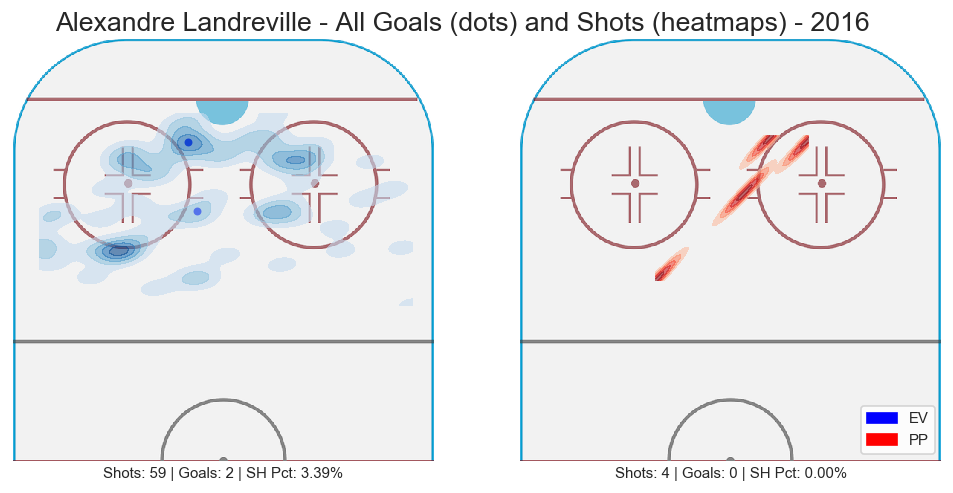 Alexandre Landreville - All Goals (dots) and Shots (heatmaps) - 2016
EV
PP
Shots: 59 | Goals: 2 | SH Pct: 3.39%
Shots: 4 | Goals: 0 | SH Pct: 0.00%